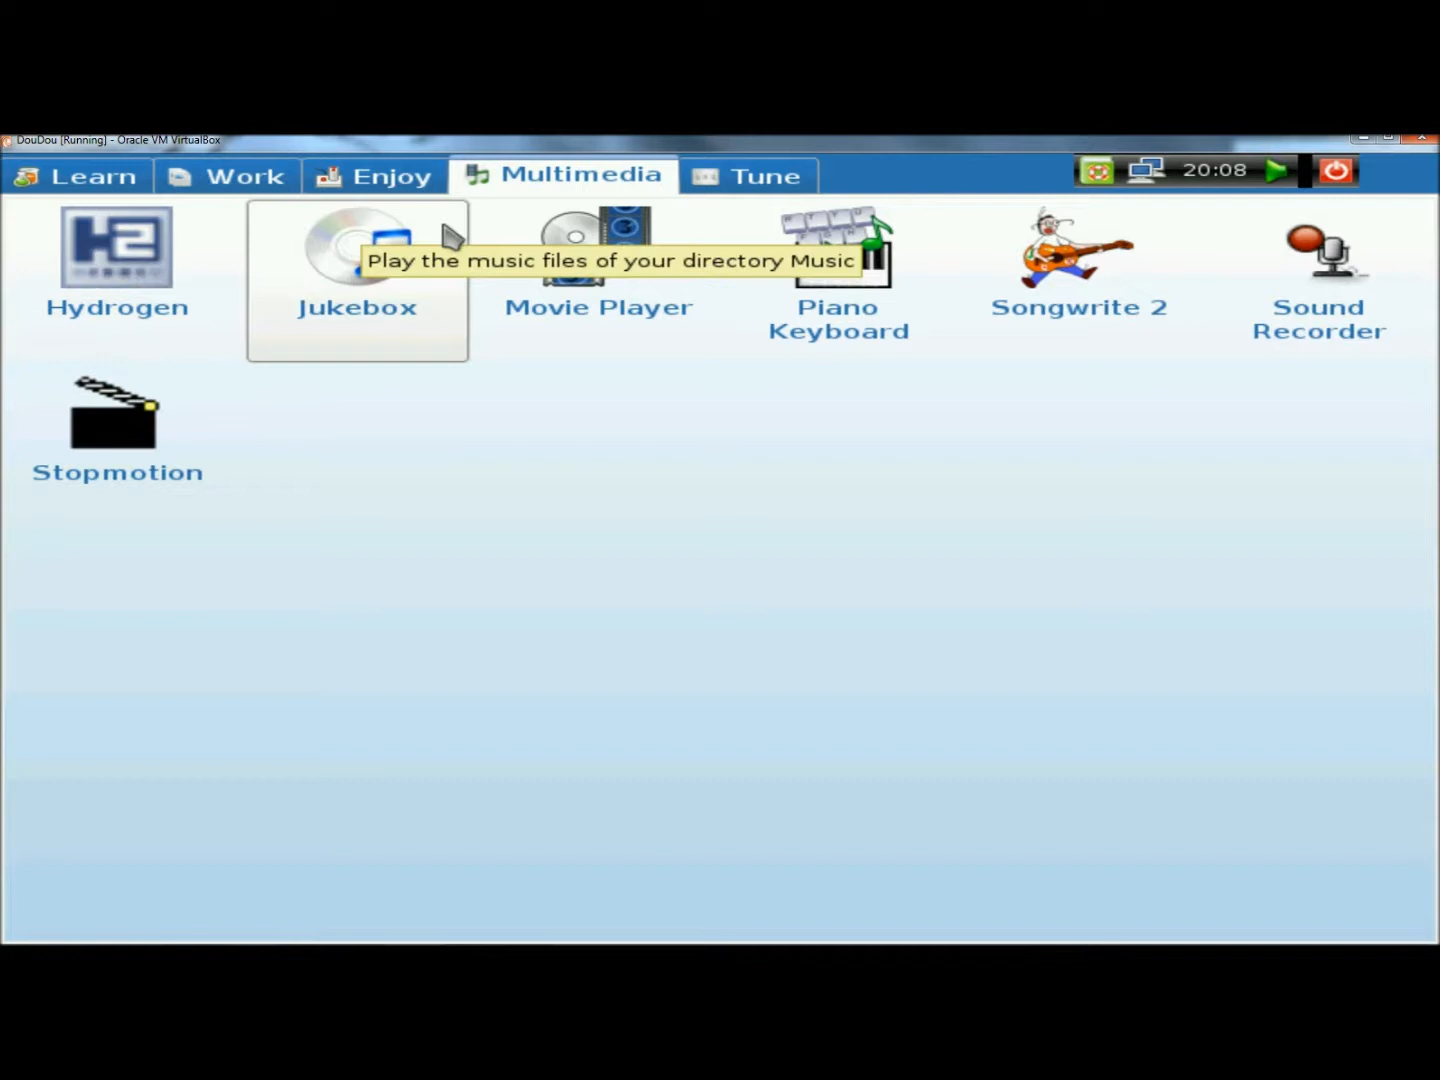 DouDou [Running] - Oracle VM VirtualBox
Learn Work Enjoy Multimedia Tune 20:08
H2
Play the music files of your directory Music
Hydrogen Jukebox Movie Player Piano Keyboard Songwrite 2 Sound Recorder
Stopmotion